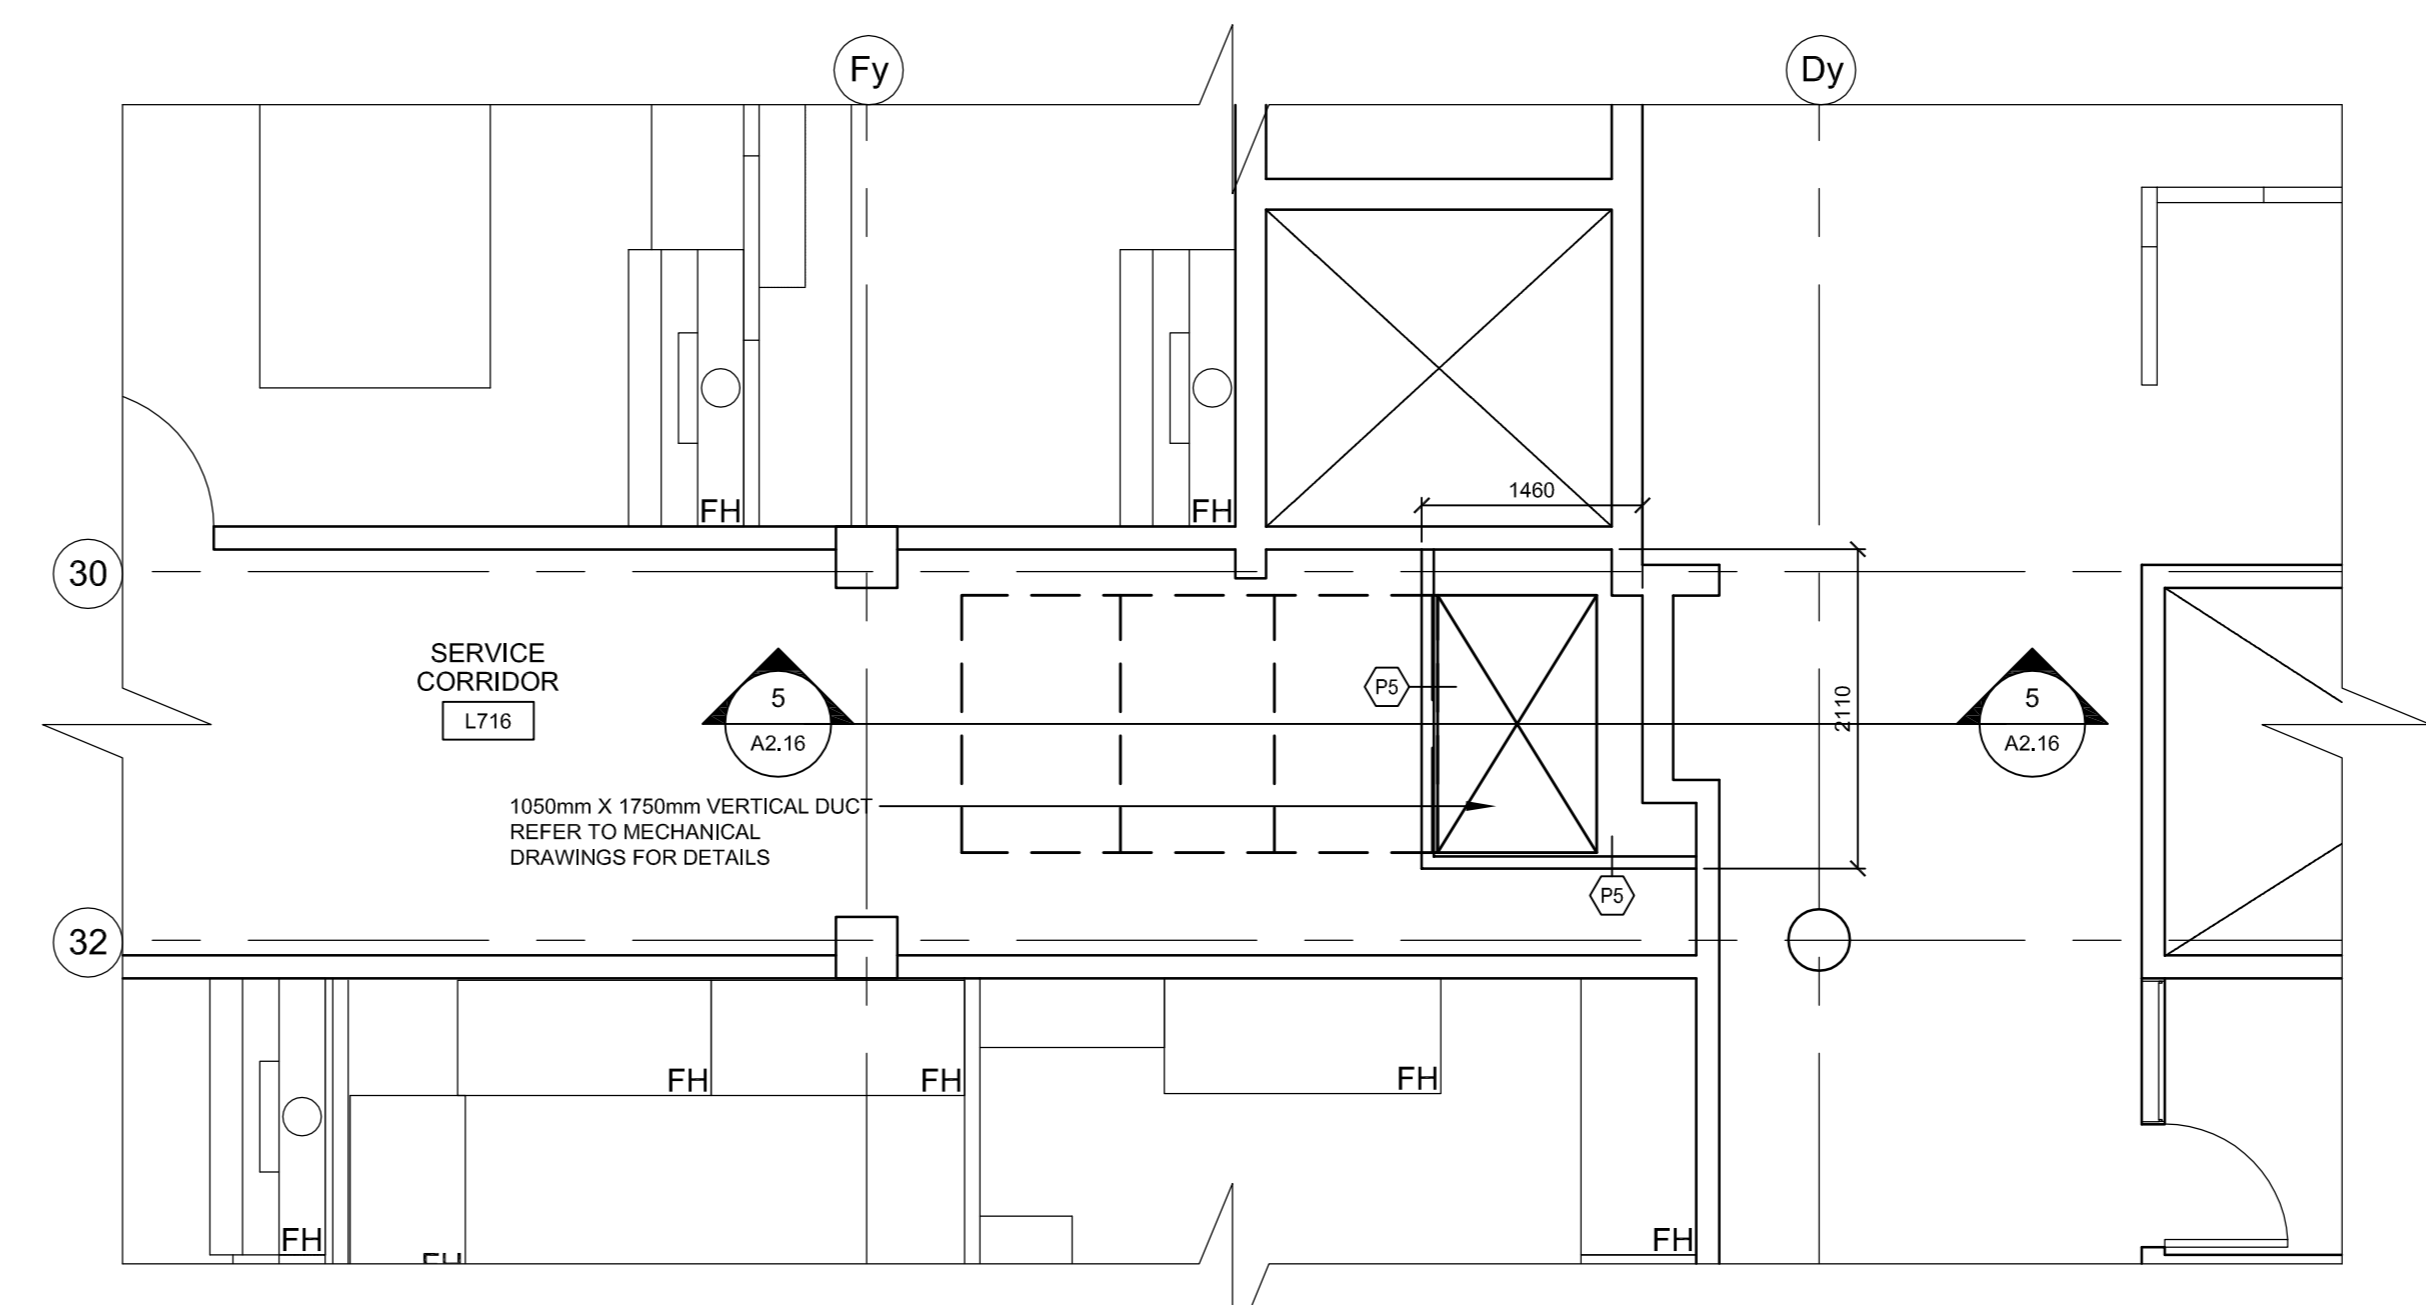 Fy
Dy
FH
FH
1460
30
SERVICE
CORRIDOR
L716
5
A2.16
P5
2110
5
A2.16
1050mm X 1750mm VERTICAL DUCT
REFER TO MECHANICAL
DRAWINGS FOR DETAILS
P5
32
FH
FH
FH
FH
FH
FH